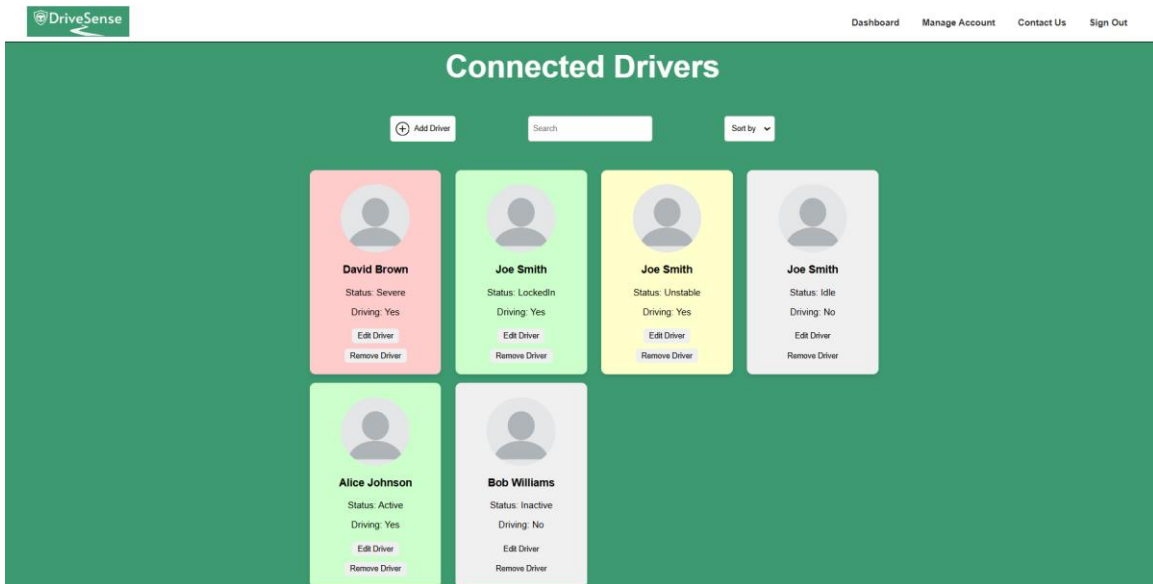 DriveSense
Dashboard Manage Account Contact Us Sign Out
Connected Drivers
Add Driver Search Sort by
David Brown Joe Smith Joe Smith Joe Smith
Status: Severe Status: LockedIn Status: Unstable Status: Idle
Driving: Yes Driving: Yes Driving: Yes Driving: No
Edit Driver Edit Driver Edit Driver Edit Driver
Remove Driver Remove Driver Remove Driver Remove Driver
Alice Johnson Bob Williams
Status: Active Status: Inactive
Driving: Yes Driving: No
Edit Driver Edit Driver
Remove Driver Remove Driver